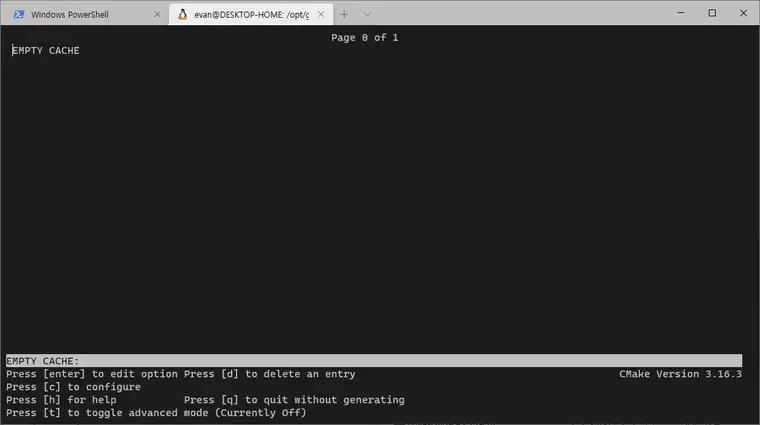 Windows PowerShell
evan@DESKTOP-HOME: /opt/g
Page 0 of 1
EMPTY CACHE
EMPTY CACHE:
Press [enter] to edit option Press [d] to delete an entry CMake Version 3.16.3
Press [c] to configure
Press [h] for help Press [q] to quit without generating
Press [t] to toggle advanced mode (Currently Off)